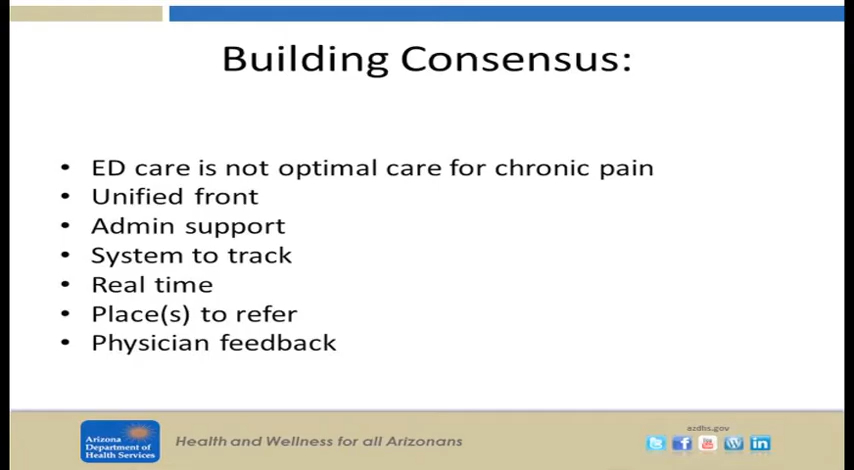 Building Consensus:
• ED care is not optimal care for chronic pain
• Unified front
• Admin support
• System to track
• Real time
• Place(s) to refer
• Physician feedback
Arizona
Department of
Health Services
Health and Wellness for all Arizonans
azdhs.gov